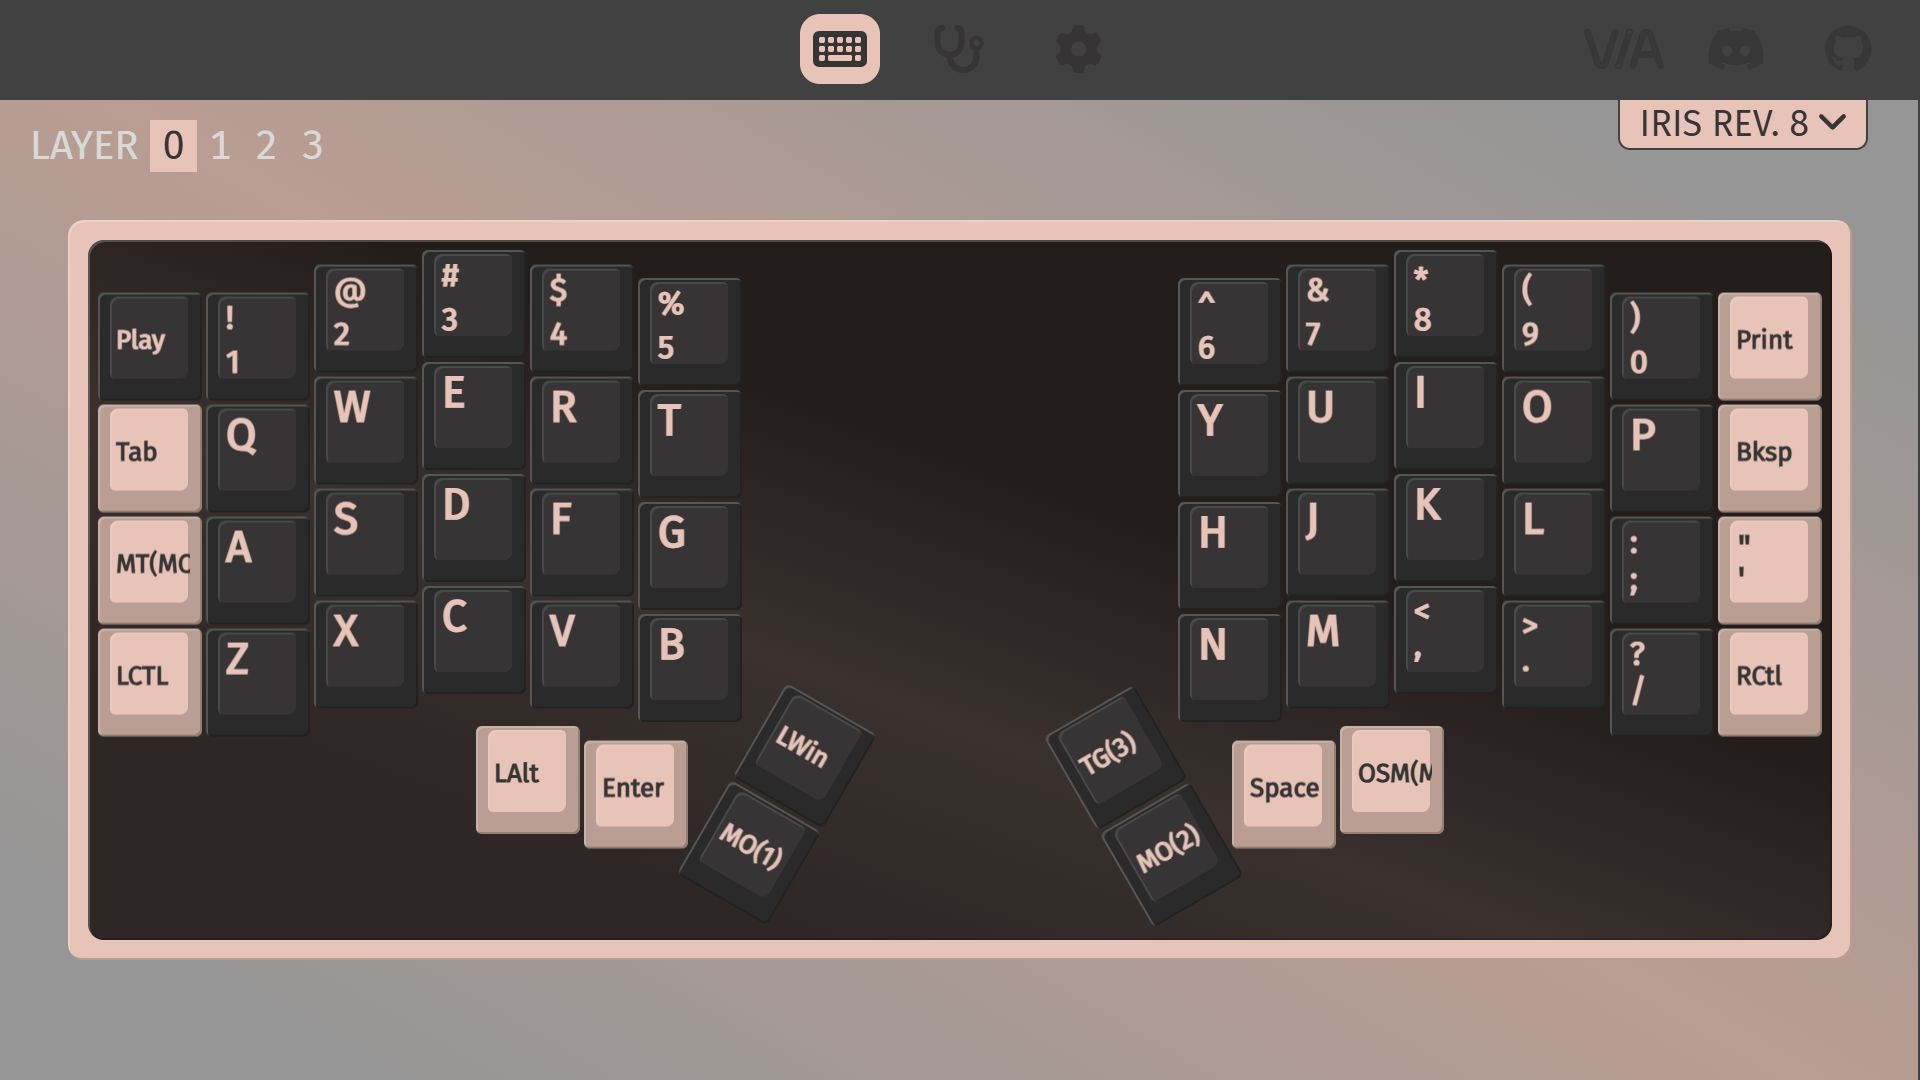 VIA
LAYER 0 1 2 3
IRIS REV. 8
Play ! 1 @ 2 # 3 $ 4 % 5 ^ 6 & 7 * 8 ( 9 ) 0 Print
Tab Q W E R T Y U I O P Bksp
MT(MO A S D F G H J K L : ; " ' 
LCTL Z X C V B N M < , > . ? / RCtl
LAlt Enter LWin TG(3) Space OSM(M
MO(1) MO(2)